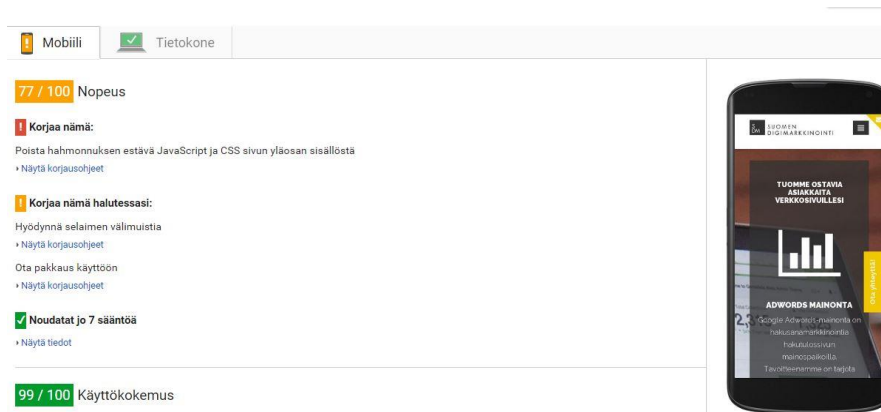 Mobiili
Tietokone
77 / 100 Nopeus
! Korjaa nämä:
Poista hahmonnuksen estävä JavaScript ja CSS sivun yläosan sisällöstä
› Näytä korjausohjeet
! Korjaa nämä halutessasi:
Hyödynnä selaimen välimuistia
› Näytä korjausohjeet
Ota pakkaus käyttöön
› Näytä korjausohjeet
Noudatat jo 7 sääntöä
› Näytä tiedot
99 / 100 Käyttökokemus
SUOMEN
DIGIMARKKINOINTI
TUOMME OSTAVIA
ASIAKKAITA
VERKKOSIVUILLESI
Ota yhteyttä!
ADWORDS MAINONTA
Google Adwords-mainonta on
hakusanamarkkinointia
hakutulossivun
mainospaikoilla.
Tavoitteenamme on tarjota